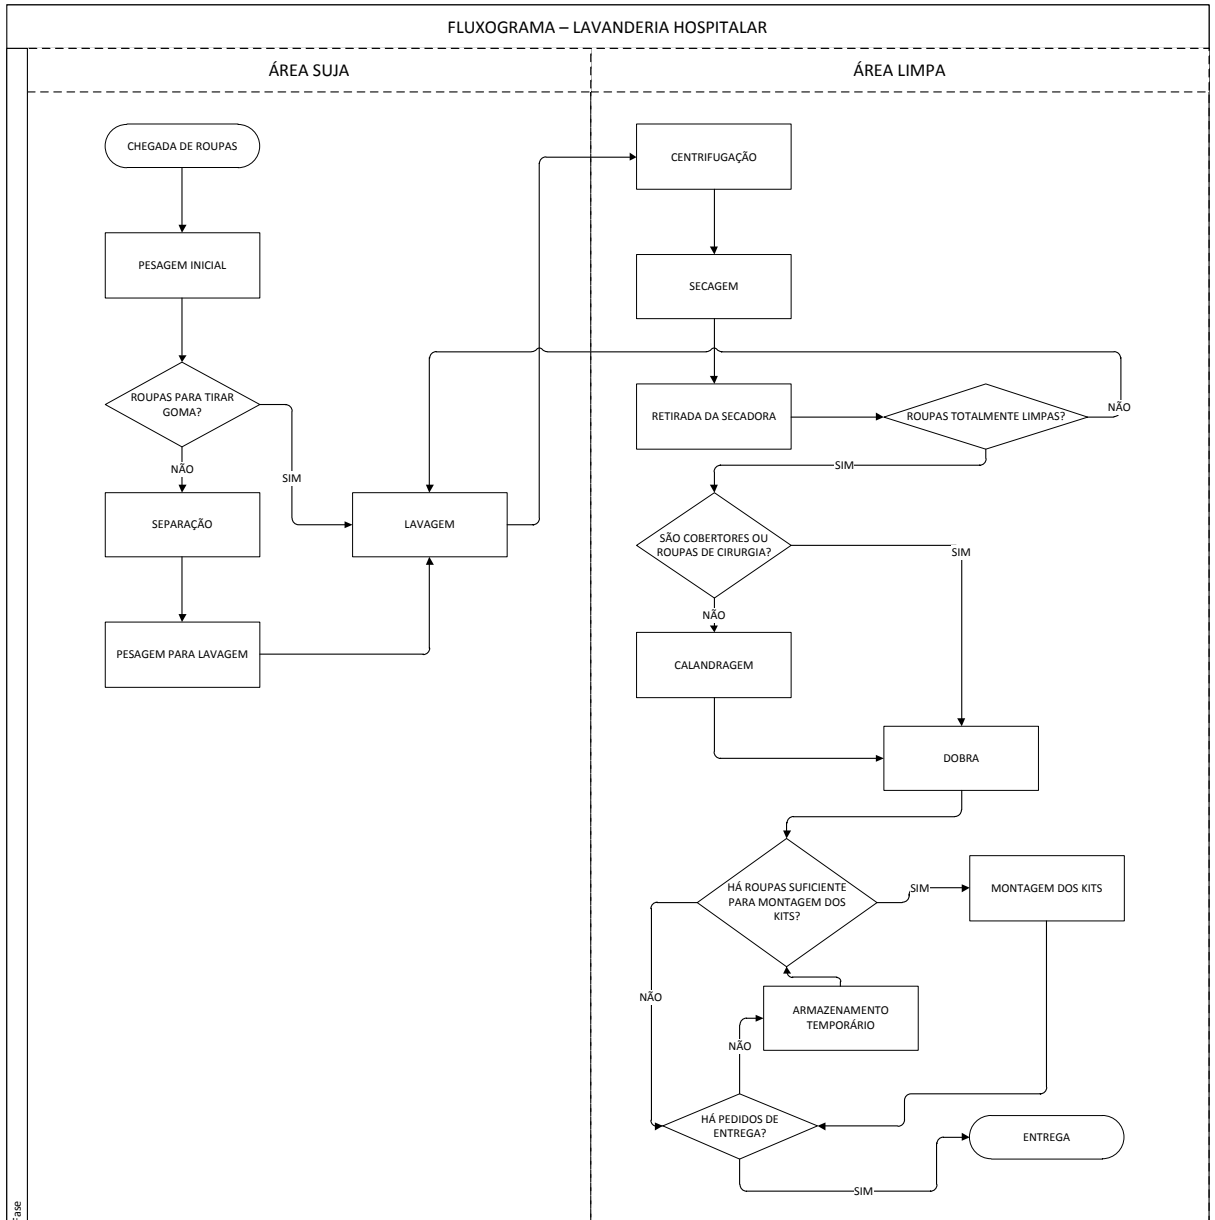 FLUXOGRAMA – LAVANDERIA HOSPITALAR
ÁREA SUJA
ÁREA LIMPA
CHEGADA DE ROUPAS
PESAGEM INICIAL
ROUPAS PARA TIRAR
GOMA?
NÃO
SIM
SEPARAÇÃO
LAVAGEM
PESAGEM PARA LAVAGEM
CENTRIFUGAÇÃO
SECAGEM
RETIRADA DA SECADORA
ROUPAS TOTALMENTE LIMPAS?
NÃO
SIM
SÃO COBERTORES OU
ROUPAS DE CIRURGIA?
SIM
NÃO
CALANDRAGEM
DOBRA
HÁ ROUPAS SUFICIENTE
PARA MONTAGEM DOS
KITS?
SIM
MONTAGEM DOS KITS
NÃO
ARMAZENAMENTO
TEMPORÁRIO
NÃO
HÁ PEDIDOS DE
ENTREGA?
ENTREGA
SIM
Fase